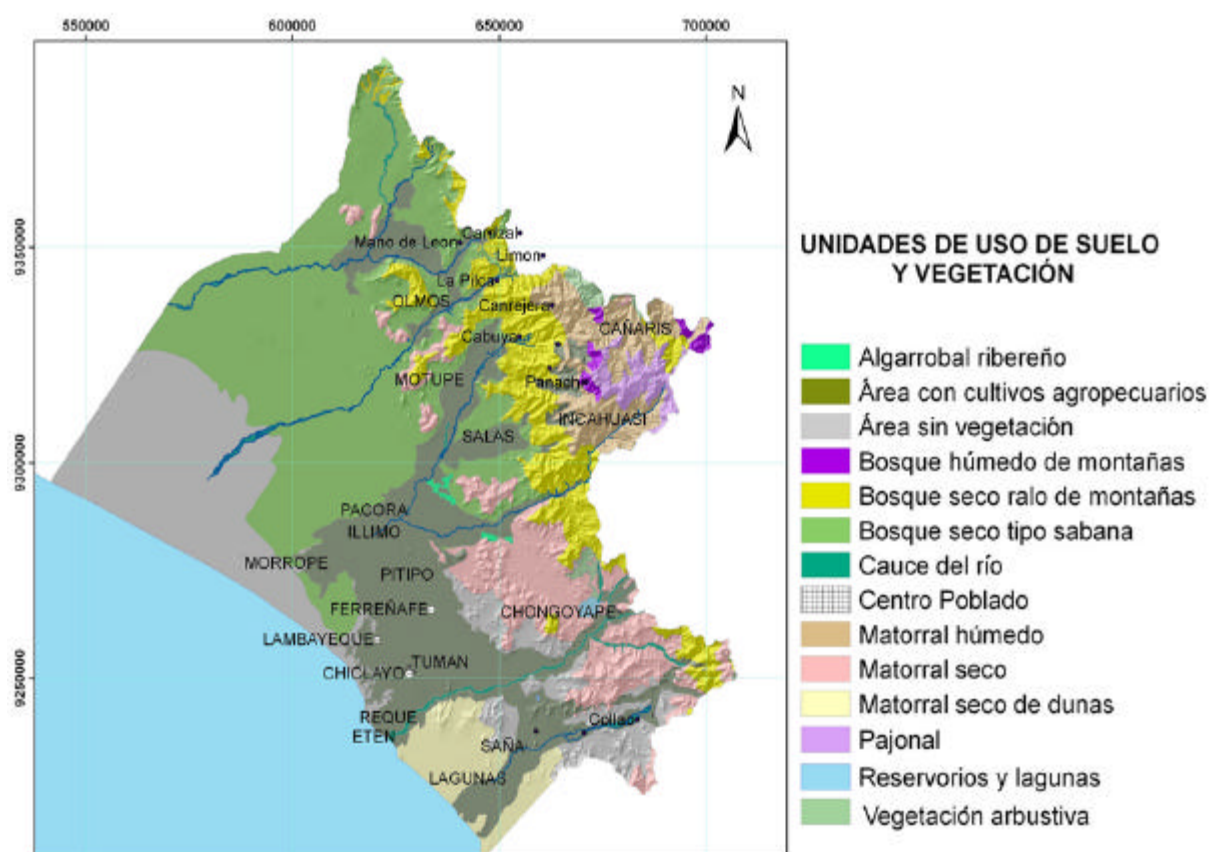 550000 600000 650000 700000
N
9350000
9300000
9250000
Mano de Leon
Carrizal
Limon
La Pilca
OLMOS
Canrejera
CAÑARIS
Cabuya
MOTUPE
Panach
INCAHUASI
SALAS
PACORA
ILLIMO
MORROPE
PITIPO
FERREÑAFE
CHONGOYAPE
LAMBAYEQUE
TUMAN
CHICLAYO
REQUE
ETEN
Collao
SAÑA
LAGUNAS
UNIDADES DE USO DE SUELO
Y VEGETACIÓN
Algarrobal ribereño
Área con cultivos agropecuarios
Área sin vegetación
Bosque húmedo de montañas
Bosque seco ralo de montañas
Bosque seco tipo sabana
Cauce del río
Centro Poblado
Matorral húmedo
Matorral seco
Matorral seco de dunas
Pajonal
Reservorios y lagunas
Vegetación arbustiva